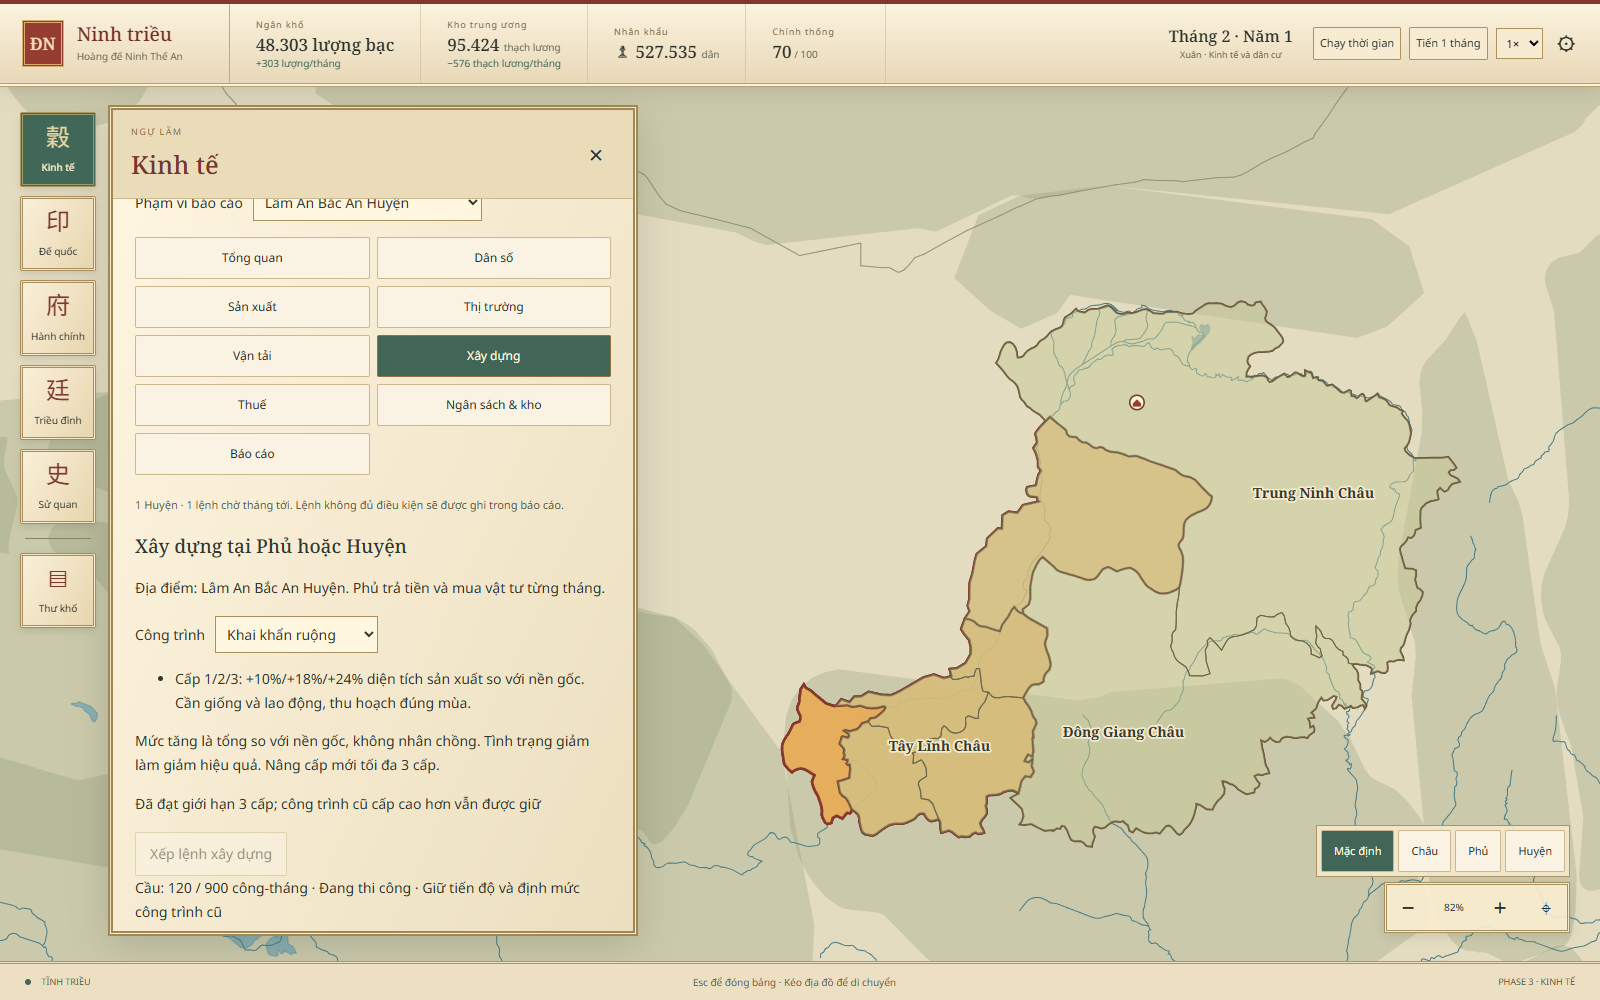 ĐN
Ninh triều
Hoàng đế Ninh Thế An
Ngân khố
48.303 lượng bạc
+303 lượng/tháng
Kho trung ương
95.424 thạch lương
−576 thạch lương/tháng
Nhân khẩu
527.535 dân
Chính thống
70 / 100
Tháng 2 · Năm 1
Xuân · Kinh tế và dân cư
Chạy thời gian
Tiến 1 tháng
1×
穀
Kinh tế
印
Đế quốc
府
Hành chính
廷
Triều đình
史
Sử quan
Thư khố
NGỰ LÃM
Kinh tế
Phạm vi báo cáo
Lâm An Bắc An Huyện
Tổng quan
Dân số
Sản xuất
Thị trường
Vận tải
Xây dựng
Thuế
Ngân sách & kho
Báo cáo
1 Huyện · 1 lệnh chờ tháng tới. Lệnh không đủ điều kiện sẽ được ghi trong báo cáo.
Xây dựng tại Phủ hoặc Huyện
Địa điểm: Lâm An Bắc An Huyện. Phủ trả tiền và mua vật tư từng tháng.
Công trình
Khai khẩn ruộng
• Cấp 1/2/3: +10%/+18%/+24% diện tích sản xuất so với nền gốc.
Cần giống và lao động, thu hoạch đúng mùa.
Mức tăng là tổng so với nền gốc, không nhân chồng. Tình trạng giảm
làm giảm hiệu quả. Nâng cấp mới tối đa 3 cấp.
Đã đạt giới hạn 3 cấp; công trình cũ cấp cao hơn vẫn được giữ
Xếp lệnh xây dựng
Cầu: 120 / 900 công-tháng · Đang thi công · Giữ tiến độ và định mức
công trình cũ
Trung Ninh Châu
Đông Giang Châu
Tây Lĩnh Châu
Mặc định
Châu
Phủ
Huyện
−
82%
+
TĨNH TRIỀU
Esc để đóng bảng · Kéo địa đồ để di chuyển
PHASE 3 · KINH TẾ